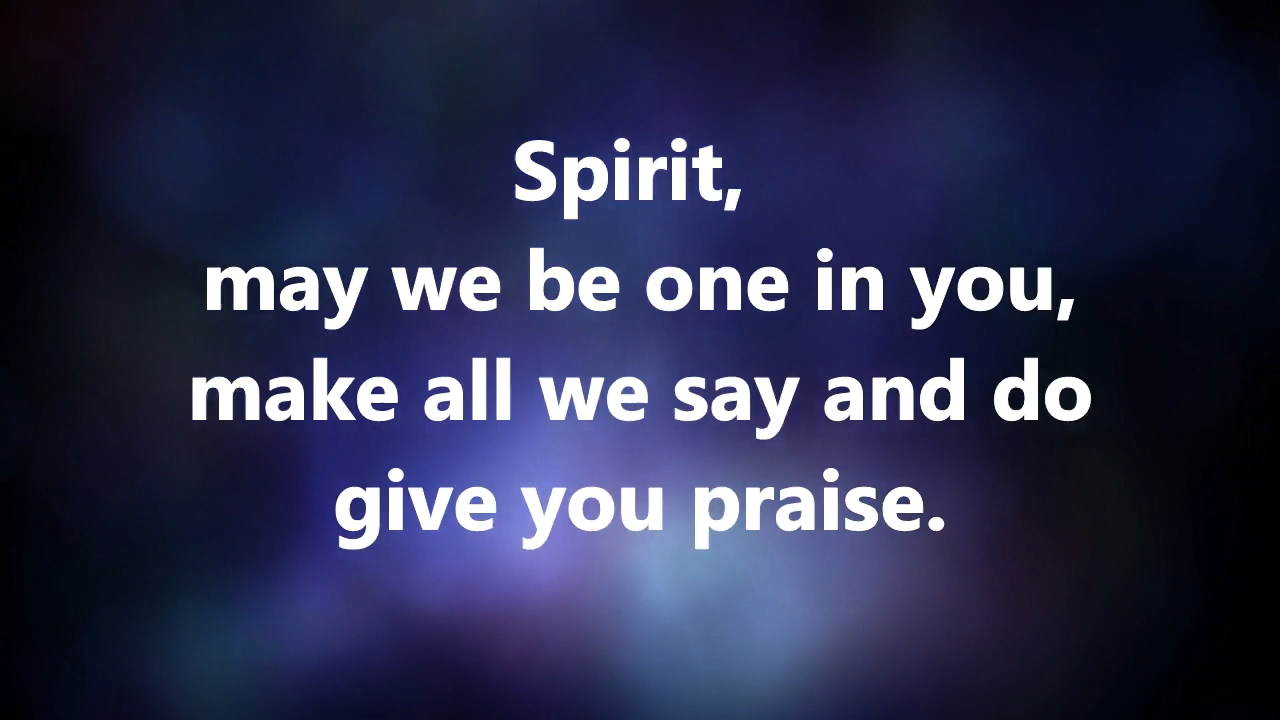 Spirit,
may we be one in you,
make all we say and do
give you praise.